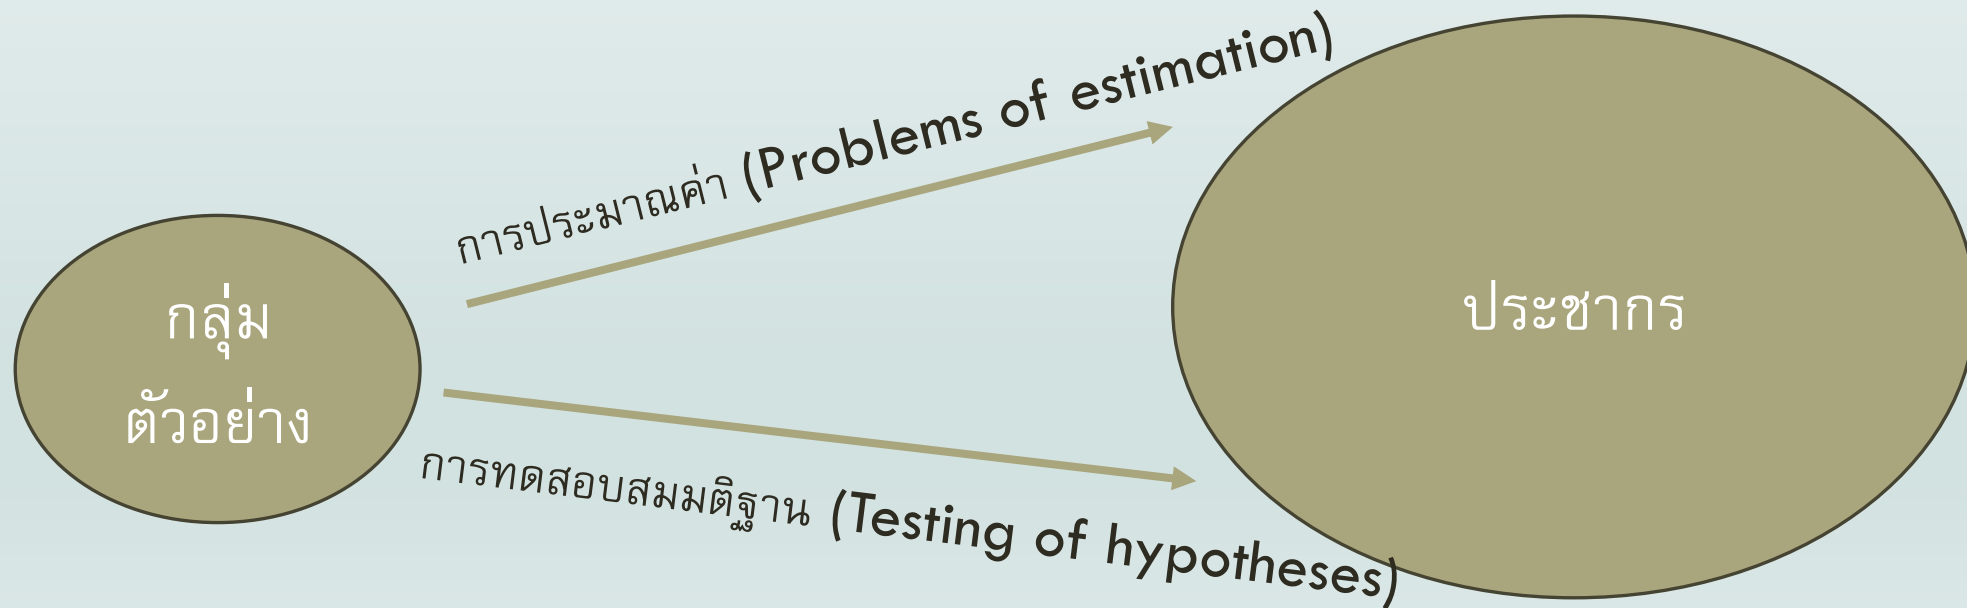 การประมาณค่า (Problems of estimation)
กลุ่ม
ตัวอย่าง
ประชากร
การทดสอบสมมติฐาน (Testing of hypotheses)